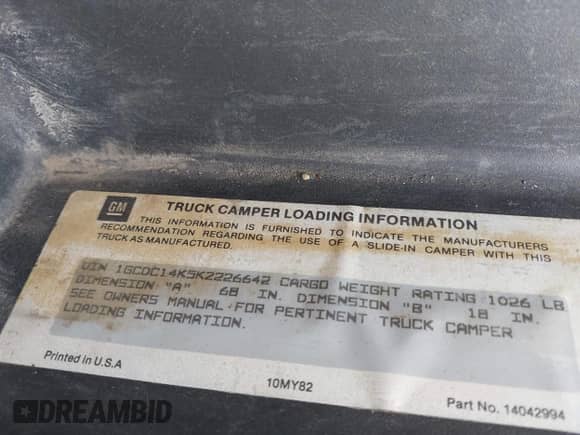 GM
TRUCK CAMPER LOADING INFORMATION
THIS INFORMATION IS FURNISHED TO INDICATE THE MANUFACTURERS
RECOMMENDATION REGARDING THE USE OF A SLIDE-IN CAMPER WITH THIS
TRUCK AS MANUFACTURED.
VIN 1GCDC14K9KZ226642 CARGO WEIGHT RATING 1026 LB
DIMENSION "A" 68 IN. DIMENSION "B" 18 IN.
SEE OWNERS MANUAL FOR PERTINENT TRUCK CAMPER
LOADING INFORMATION.
Printed in U.S.A
10MY82
Part No. 14042994
DREAMBID